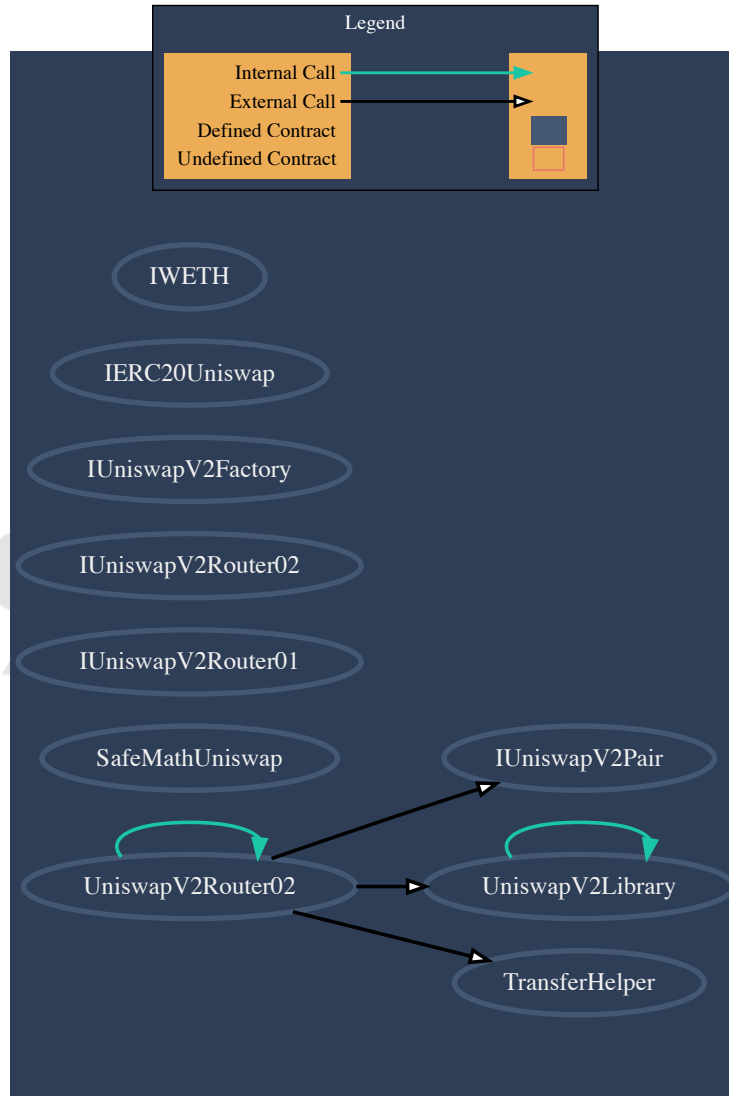 Legend
Internal Call
External Call
Defined Contract
Undefined Contract
IWETH
IERC20Uniswap
IUniswapV2Factory
IUniswapV2Router02
IUniswapV2Router01
SafeMathUniswap
IUniswapV2Pair
UniswapV2Router02
UniswapV2Library
TransferHelper